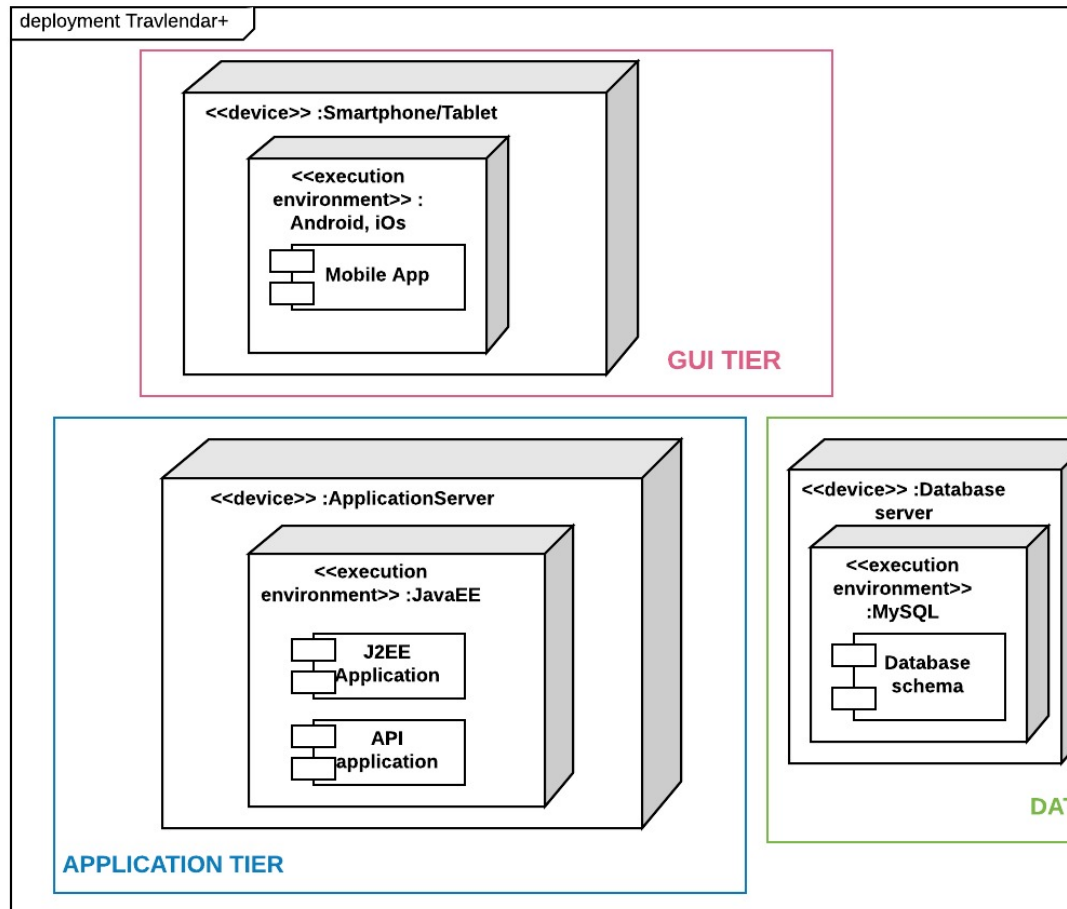 deployment Travlendar+
<<device>> :Smartphone/Tablet
<<execution
environment>> :
Android, iOs
Mobile App
GUI TIER
<<device>> :ApplicationServer
<<execution
environment>> :JavaEE
J2EE
Application
API
application
APPLICATION TIER
<<device>> :Database
server
<<execution
environment>>
:MySQL
Database
schema
DAT